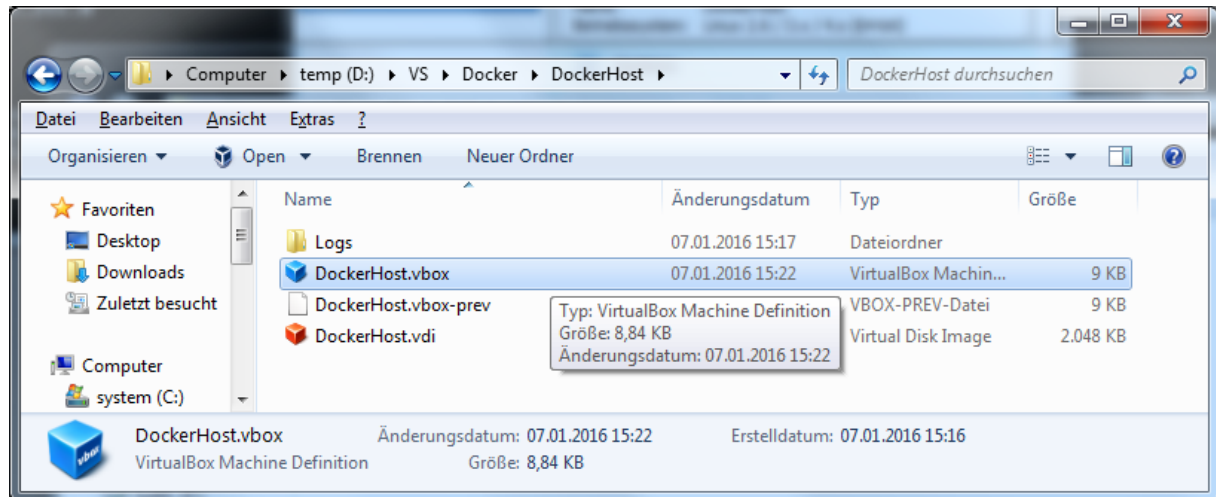 Computer ▸ temp (D:) ▸ VS ▸ Docker ▸ DockerHost ▸ DockerHost durchsuchen
Datei Bearbeiten Ansicht Extras ?
Organisieren Open Brennen Neuer Ordner
Name Änderungsdatum Typ Größe
Favoriten
Desktop
Downloads
Zuletzt besucht
Computer
system (C:)
Logs 07.01.2016 15:17 Dateiordner
DockerHost.vbox 07.01.2016 15:22 VirtualBox Machin... 9 KB
DockerHost.vbox-prev VBOX-PREV-Datei 9 KB
DockerHost.vdi Virtual Disk Image 2.048 KB
Typ: VirtualBox Machine Definition
Größe: 8,84 KB
Änderungsdatum: 07.01.2016 15:22
vbox
DockerHost.vbox Änderungsdatum: 07.01.2016 15:22 Erstelldatum: 07.01.2016 15:16
VirtualBox Machine Definition Größe: 8,84 KB